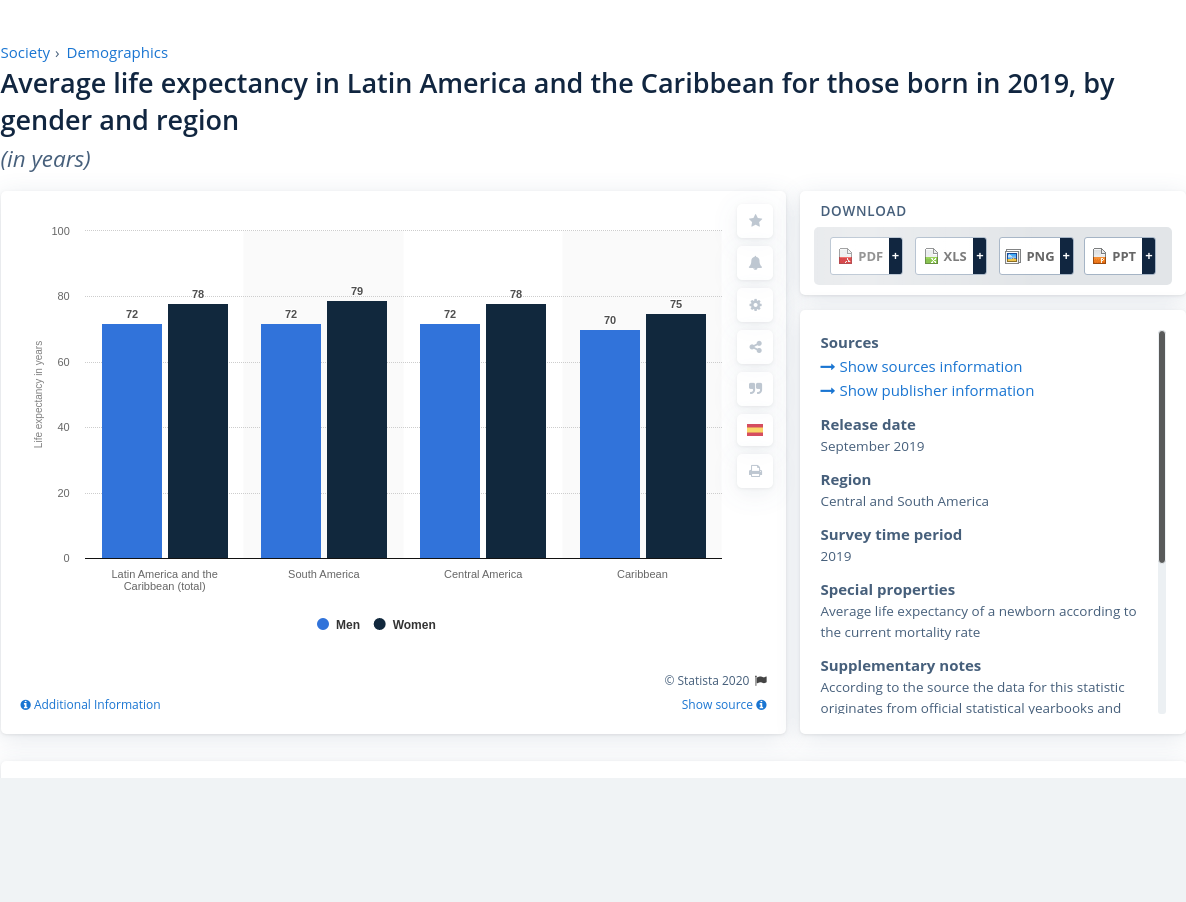 Society › Demographics
Average life expectancy in Latin America and the Caribbean for those born in 2019, by
gender and region
(in years)
100
80
60
40
20
0
Life expectancy in years
72
78
72
79
72
78
70
75
Latin America and the
Caribbean (total)
South America
Central America
Caribbean
Men
Women
© Statista 2020
Additional Information
Show source
DOWNLOAD
PDF +
XLS +
PNG +
PPT +
Sources
Show sources information
Show publisher information
Release date
September 2019
Region
Central and South America
Survey time period
2019
Special properties
Average life expectancy of a newborn according to
the current mortality rate
Supplementary notes
According to the source the data for this statistic
originates from official statistical yearbooks and